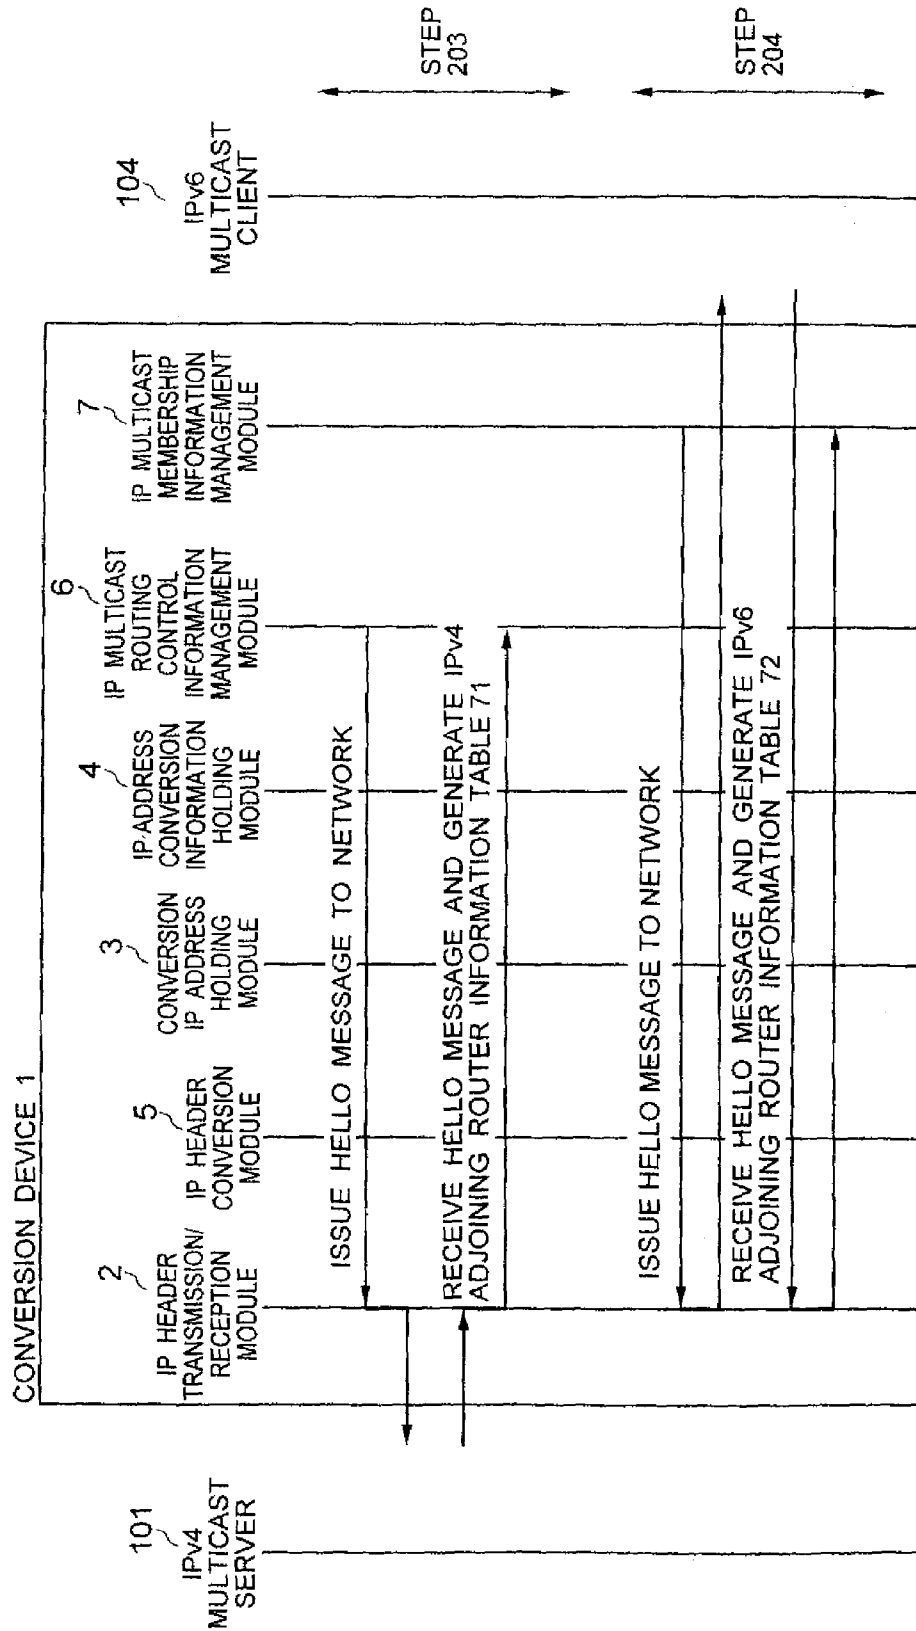 CONVERSION DEVICE 1
101
IPv4
MULTICAST
SERVER
2
IP HEADER
TRANSMISSION/
RECEPTION
MODULE
5
IP HEADER
CONVERSION
MODULE
3
CONVERSION
IP ADDRESS
HOLDING
MODULE
4
IP ADDRESS
CONVERSION
INFORMATION
HOLDING
MODULE
6
IP MULTICAST
ROUTING
CONTROL
INFORMATION
MANAGEMENT
MODULE
7
IP MULTICAST
MEMBERSHIP
INFORMATION
MANAGEMENT
MODULE
104
IPv6
MULTICAST
CLIENT
ISSUE HELLO MESSAGE TO NETWORK
RECEIVE HELLO MESSAGE AND GENERATE IPv4
ADJOINING ROUTER INFORMATION TABLE 71
STEP
203
ISSUE HELLO MESSAGE TO NETWORK
RECEIVE HELLO MESSAGE AND GENERATE IPv6
ADJOINING ROUTER INFORMATION TABLE 72
STEP
204